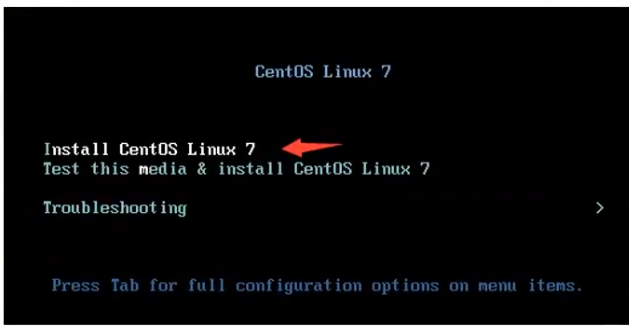 CentOS Linux 7
Install CentOS Linux 7
Test this media & install CentOS Linux 7
Troubleshooting >
Press Tab for full configuration options on menu items.